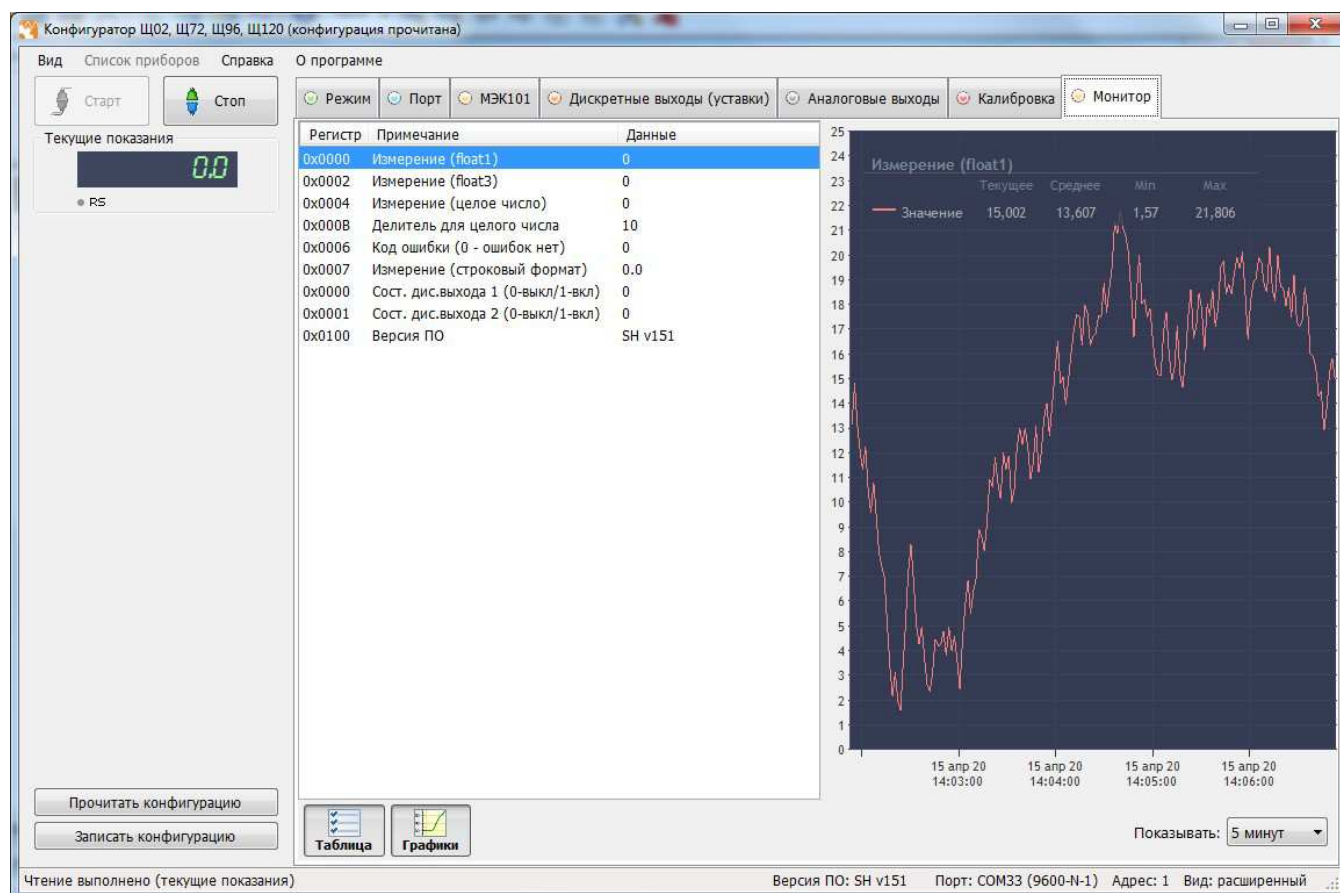 Конфигуратор Щ02, Щ72, Щ96, Щ120 (конфигурация прочитана)
Вид Список приборов Справка О программе
Старт Стоп
Режим Порт МЭК101 Дискретные выходы (уставки) Аналоговые выходы Калибровка Монитор
Текущие показания
0.0
RS
Регистр Примечание Данные
0x0000 Измерение (float1) 0
0x0002 Измерение (float3) 0
0x0004 Измерение (целое число) 0
0x000B Делитель для целого числа 10
0x0006 Код ошибки (0 - ошибок нет) 0
0x0007 Измерение (строковый формат) 0.0
0x0000 Сост. дис.выхода 1 (0-выкл/1-вкл) 0
0x0001 Сост. дис.выхода 2 (0-выкл/1-вкл) 0
0x0100 Версия ПО SH v151
Измерение (float1)
Текущее Среднее Min Max
Значение 15,002 13,607 1,57 21,806
25
24
23
22
21
20
19
18
17
16
15
14
13
12
11
10
9
8
7
6
5
4
3
2
1
0
15 апр 20 15 апр 20 15 апр 20 15 апр 20
14:03:00 14:04:00 14:05:00 14:06:00
Прочитать конфигурацию
Записать конфигурацию
Таблица Графики
Показывать: 5 минут
Чтение выполнено (текущие показания) Версия ПО: SH v151 Порт: COM33 (9600-N-1) Адрес: 1 Вид: расширенный